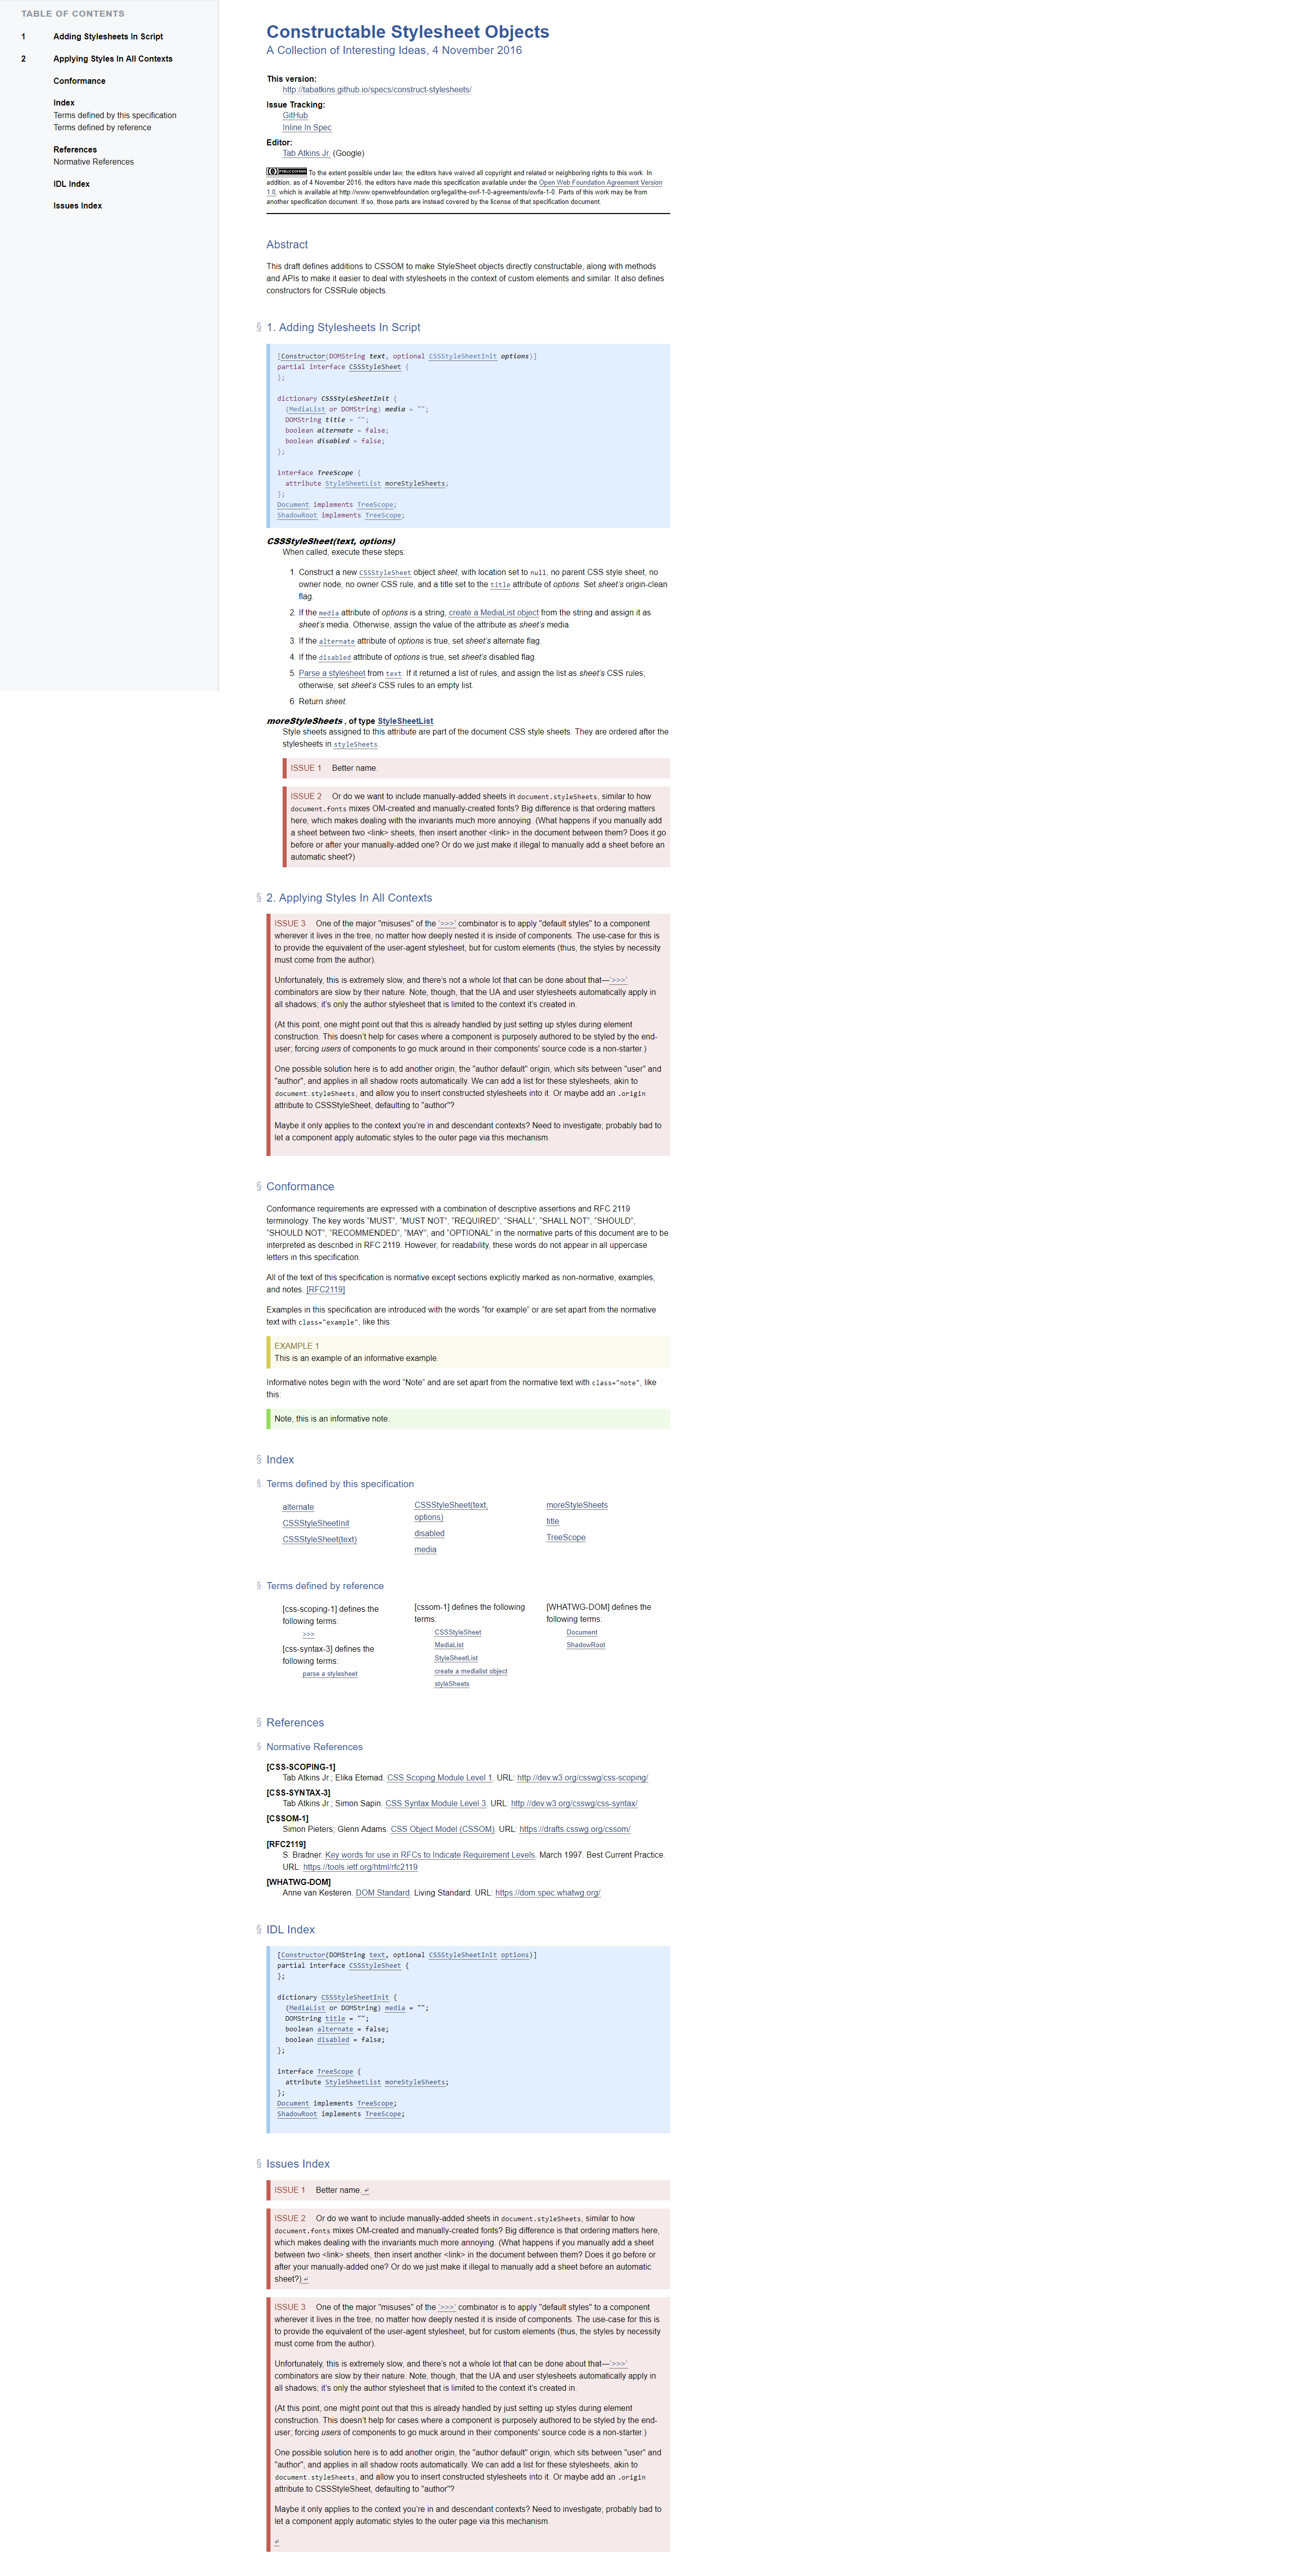 TABLE OF CONTENTS
1 Adding Stylesheets In Script
2 Applying Styles In All Contexts
Conformance
Index
Terms defined by this specification
Terms defined by reference
References
Normative References
IDL Index
Issues Index
Constructable Stylesheet Objects
A Collection of Interesting Ideas, 4 November 2016
This version:
http://tabatkins.github.io/specs/construct-stylesheets/
Issue Tracking:
GitHub
Inline In Spec
Editor:
Tab Atkins Jr. (Google)
PUBLIC DOMAIN To the extent possible under law, the editors have waived all copyright and related or neighboring rights to this work. In
addition, as of 4 November 2016, the editors have made this specification available under the Open Web Foundation Agreement Version
1.0, which is available at http://www.openwebfoundation.org/legal/the-owf-1-0-agreements/owfa-1-0. Parts of this work may be from
another specification document. If so, those parts are instead covered by the license of that specification document.
Abstract
This draft defines additions to CSSOM to make StyleSheet objects directly constructable, along with methods
and APIs to make it easier to deal with stylesheets in the context of custom elements and similar. It also defines
constructors for CSSRule objects.
§ 1. Adding Stylesheets In Script
[Constructor(DOMString text, optional CSSStyleSheetInit options)]
partial interface CSSStyleSheet {
};
dictionary CSSStyleSheetInit {
(MediaList or DOMString) media = "";
DOMString title = "";
boolean alternate = false;
boolean disabled = false;
};
interface TreeScope {
attribute StyleSheetList moreStyleSheets;
};
Document implements TreeScope;
ShadowRoot implements TreeScope;
CSSStyleSheet(text, options)
When called, execute these steps:
1. Construct a new CSSStyleSheet object sheet, with location set to null, no parent CSS style sheet, no
owner node, no owner CSS rule, and a title set to the title attribute of options. Set sheet’s origin-clean
flag.
2. If the media attribute of options is a string, create a MediaList object from the string and assign it as
sheet’s media. Otherwise, assign the value of the attribute as sheet’s media.
3. If the alternate attribute of options is true, set sheet’s alternate flag.
4. If the disabled attribute of options is true, set sheet’s disabled flag.
5. Parse a stylesheet from text. If it returned a list of rules, and assign the list as sheet’s CSS rules;
otherwise, set sheet’s CSS rules to an empty list.
6. Return sheet.
moreStyleSheets , of type StyleSheetList
Style sheets assigned to this attribute are part of the document CSS style sheets. They are ordered after the
stylesheets in styleSheets.
ISSUE 1 Better name.
ISSUE 2 Or do we want to include manually-added sheets in document.styleSheets, similar to how
document.fonts mixes OM-created and manually-created fonts? Big difference is that ordering matters
here, which makes dealing with the invariants much more annoying. (What happens if you manually add
a sheet between two <link> sheets, then insert another <link> in the document between them? Does it go
before or after your manually-added one? Or do we just make it illegal to manually add a sheet before an
automatic sheet?)
§ 2. Applying Styles In All Contexts
ISSUE 3 One of the major "misuses" of the ‘>>>’ combinator is to apply "default styles" to a component
wherever it lives in the tree, no matter how deeply nested it is inside of components. The use-case for this is
to provide the equivalent of the user-agent stylesheet, but for custom elements (thus, the styles by necessity
must come from the author).
Unfortunately, this is extremely slow, and there’s not a whole lot that can be done about that—‘>>>’
combinators are slow by their nature. Note, though, that the UA and user stylesheets automatically apply in
all shadows; it’s only the author stylesheet that is limited to the context it’s created in.
(At this point, one might point out that this is already handled by just setting up styles during element
construction. This doesn’t help for cases where a component is purposely authored to be styled by the end-
user; forcing users of components to go muck around in their components' source code is a non-starter.)
One possible solution here is to add another origin, the "author default" origin, which sits between "user" and
"author", and applies in all shadow roots automatically. We can add a list for these stylesheets, akin to
document.styleSheets, and allow you to insert constructed stylesheets into it. Or maybe add an .origin
attribute to CSSStyleSheet, defaulting to "author"?
Maybe it only applies to the context you’re in and descendant contexts? Need to investigate; probably bad to
let a component apply automatic styles to the outer page via this mechanism.
§ Conformance
Conformance requirements are expressed with a combination of descriptive assertions and RFC 2119
terminology. The key words “MUST”, “MUST NOT”, “REQUIRED”, “SHALL”, “SHALL NOT”, “SHOULD”,
“SHOULD NOT”, “RECOMMENDED”, “MAY”, and “OPTIONAL” in the normative parts of this document are to be
interpreted as described in RFC 2119. However, for readability, these words do not appear in all uppercase
letters in this specification.
All of the text of this specification is normative except sections explicitly marked as non-normative, examples,
and notes. [RFC2119]
Examples in this specification are introduced with the words “for example” or are set apart from the normative
text with class="example", like this:
EXAMPLE 1
This is an example of an informative example.
Informative notes begin with the word “Note” and are set apart from the normative text with class="note", like
this:
Note, this is an informative note.
§ Index
§ Terms defined by this specification
alternate
CSSStyleSheetInit
CSSStyleSheet(text)
CSSStyleSheet(text,
options)
disabled
media
moreStyleSheets
title
TreeScope
§ Terms defined by reference
[css-scoping-1] defines the
following terms:
>>>
[css-syntax-3] defines the
following terms:
parse a stylesheet
[cssom-1] defines the following
terms:
CSSStyleSheet
MediaList
StyleSheetList
create a medialist object
styleSheets
[WHATWG-DOM] defines the
following terms:
Document
ShadowRoot
§ References
§ Normative References
[CSS-SCOPING-1]
Tab Atkins Jr.; Elika Etemad. CSS Scoping Module Level 1. URL: http://dev.w3.org/csswg/css-scoping/
[CSS-SYNTAX-3]
Tab Atkins Jr.; Simon Sapin. CSS Syntax Module Level 3. URL: http://dev.w3.org/csswg/css-syntax/
[CSSOM-1]
Simon Pieters; Glenn Adams. CSS Object Model (CSSOM). URL: https://drafts.csswg.org/cssom/
[RFC2119]
S. Bradner. Key words for use in RFCs to Indicate Requirement Levels. March 1997. Best Current Practice.
URL: https://tools.ietf.org/html/rfc2119
[WHATWG-DOM]
Anne van Kesteren. DOM Standard. Living Standard. URL: https://dom.spec.whatwg.org/
§ IDL Index
[Constructor(DOMString text, optional CSSStyleSheetInit options)]
partial interface CSSStyleSheet {
};
dictionary CSSStyleSheetInit {
(MediaList or DOMString) media = "";
DOMString title = "";
boolean alternate = false;
boolean disabled = false;
};
interface TreeScope {
attribute StyleSheetList moreStyleSheets;
};
Document implements TreeScope;
ShadowRoot implements TreeScope;
§ Issues Index
ISSUE 1 Better name. ↵
ISSUE 2 Or do we want to include manually-added sheets in document.styleSheets, similar to how
document.fonts mixes OM-created and manually-created fonts? Big difference is that ordering matters here,
which makes dealing with the invariants much more annoying. (What happens if you manually add a sheet
between two <link> sheets, then insert another <link> in the document between them? Does it go before or
after your manually-added one? Or do we just make it illegal to manually add a sheet before an automatic
sheet?) ↵
ISSUE 3 One of the major "misuses" of the ‘>>>’ combinator is to apply "default styles" to a component
wherever it lives in the tree, no matter how deeply nested it is inside of components. The use-case for this is
to provide the equivalent of the user-agent stylesheet, but for custom elements (thus, the styles by necessity
must come from the author).
Unfortunately, this is extremely slow, and there’s not a whole lot that can be done about that—‘>>>’
combinators are slow by their nature. Note, though, that the UA and user stylesheets automatically apply in
all shadows; it’s only the author stylesheet that is limited to the context it’s created in.
(At this point, one might point out that this is already handled by just setting up styles during element
construction. This doesn’t help for cases where a component is purposely authored to be styled by the end-
user; forcing users of components to go muck around in their components' source code is a non-starter.)
One possible solution here is to add another origin, the "author default" origin, which sits between "user" and
"author", and applies in all shadow roots automatically. We can add a list for these stylesheets, akin to
document.styleSheets, and allow you to insert constructed stylesheets into it. Or maybe add an .origin
attribute to CSSStyleSheet, defaulting to "author"?
Maybe it only applies to the context you’re in and descendant contexts? Need to investigate; probably bad to
let a component apply automatic styles to the outer page via this mechanism.
↵